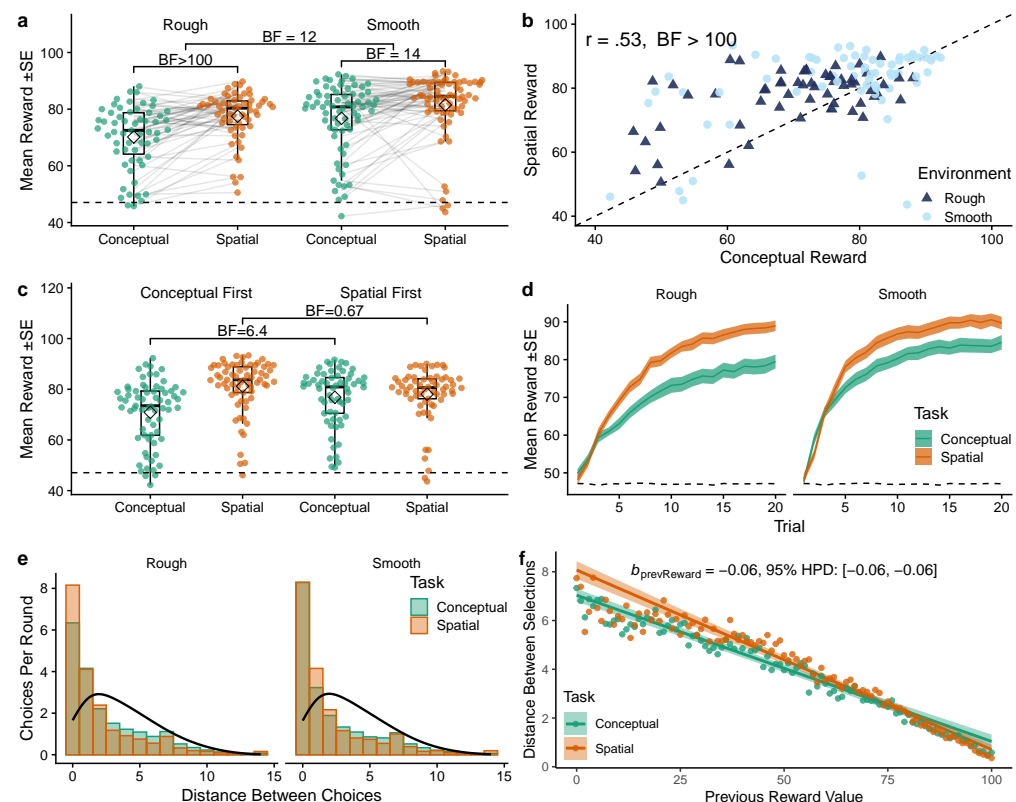 a
Rough
Smooth
BF = 12
BF>100
BF = 14
Mean Reward ±SE
100
80
60
40
Conceptual
Spatial
Conceptual
Spatial
b
r = .53, BF > 100
Spatial Reward
100
80
60
40
Environment
Rough
Smooth
40
60
80
100
Conceptual Reward
c
Conceptual First
Spatial First
BF=0.67
BF=6.4
Mean Reward ±SE
120
100
80
60
40
Conceptual
Spatial
Conceptual
Spatial
d
Rough
Smooth
Mean Reward ±SE
90
80
70
60
50
Task
Conceptual
Spatial
5
10
15
20
5
10
15
20
Trial
e
Rough
Smooth
Task
Conceptual
Spatial
Choices Per Round
8
6
4
2
0
0
5
10
15
0
5
10
15
Distance Between Choices
f
bprevReward = −0.06, 95% HPD: [−0.06, −0.06]
Distance Between Selections
8
6
4
2
0
Task
Conceptual
Spatial
0
25
50
75
100
Previous Reward Value